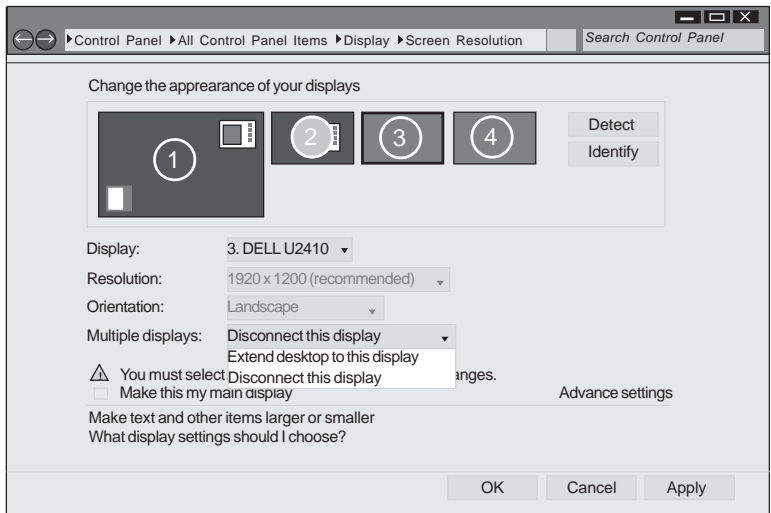 Control Panel All Control Panel Items Display Screen Resolution
Search Control Panel
Change the apprearance of your displays
1 2 3 4
Detect
Identify
Display: 3. DELL U2410
Resolution: 1920 x 1200 (recommended)
Orientation: Landscape
Multiple displays: Disconnect this display
Extend desktop to this display
Disconnect this display
You must select anges.
Make this my main display
Advance settings
Make text and other items larger or smaller
What display settings should I choose?
OK Cancel Apply